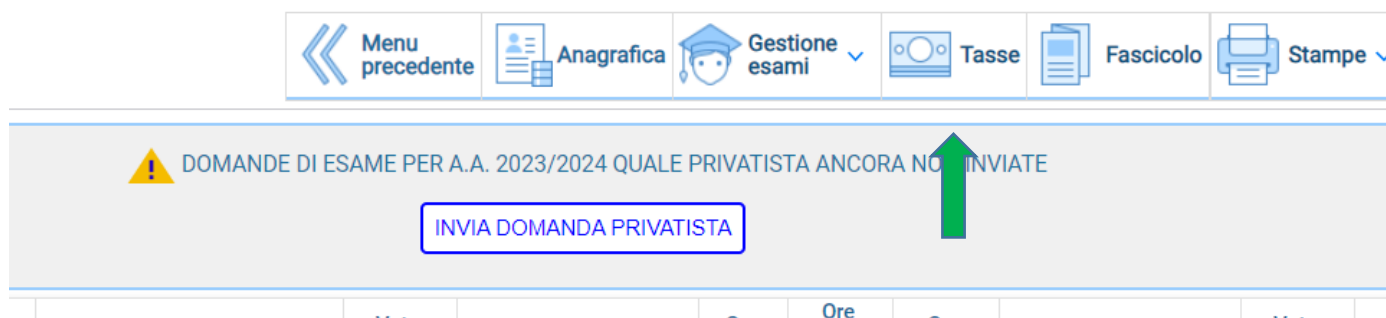 Menu
precedente
Anagrafica
Gestione
esami
Tasse
Fascicolo
Stampe
DOMANDE DI ESAME PER A.A. 2023/2024 QUALE PRIVATISTA ANCORA INVIATE
INVIA DOMANDA PRIVATISTA
Ore